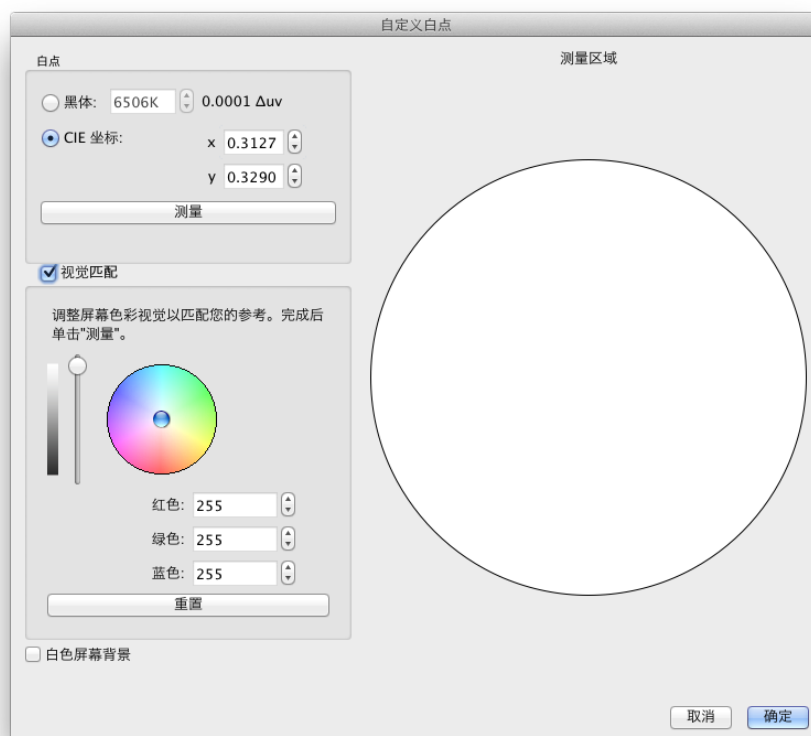 自定义白点
白点
黑体: 6506K 0.0001 Δuv
CIE 坐标: x 0.3127
y 0.3290
测量
视觉匹配
调整屏幕色彩视觉以匹配您的参考。完成后
单击"测量"。
红色: 255
绿色: 255
蓝色: 255
重置
白色屏幕背景
测量区域
取消 确定